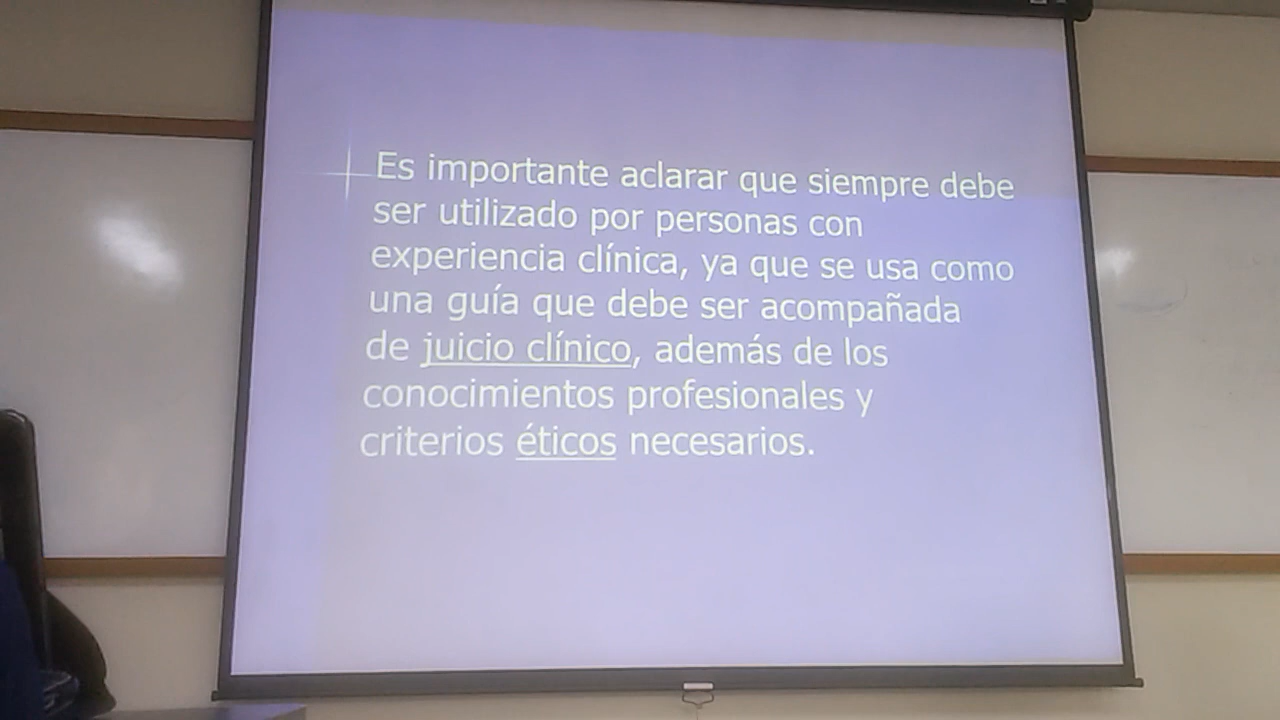 Es importante aclarar que siempre debe
ser utilizado por personas con
experiencia clínica, ya que se usa como
una guía que debe ser acompañada
de juicio clínico, además de los
conocimientos profesionales y
criterios éticos necesarios.